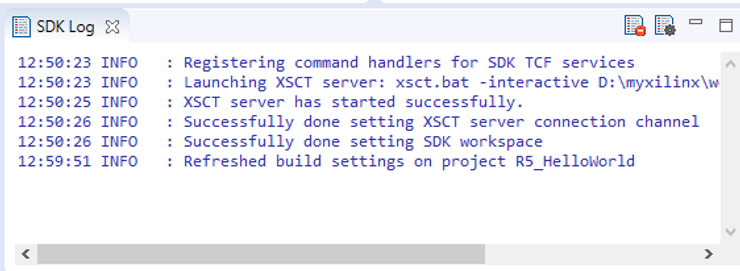 SDK Log
12:50:23 INFO : Registering command handlers for SDK TCF services
12:50:23 INFO : Launching XSCT server: xsct.bat -interactive D:\myxilinx\w
12:50:25 INFO : XSCT server has started successfully.
12:50:26 INFO : Successfully done setting XSCT server connection channel
12:50:26 INFO : Successfully done setting SDK workspace
12:59:51 INFO : Refreshed build settings on project R5_HelloWorld